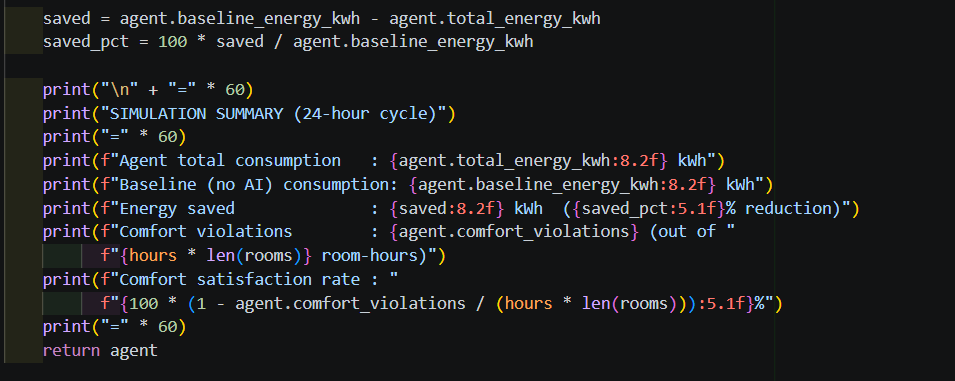 saved = agent.baseline_energy_kwh - agent.total_energy_kwh
saved_pct = 100 * saved / agent.baseline_energy_kwh

print("\n" + "=" * 60)
print("SIMULATION SUMMARY (24-hour cycle)")
print("=" * 60)
print(f"Agent total consumption   : {agent.total_energy_kwh:8.2f} kWh")
print(f"Baseline (no AI) consumption: {agent.baseline_energy_kwh:8.2f} kWh")
print(f"Energy saved              : {saved:8.2f} kWh  ({saved_pct:5.1f}% reduction)")
print(f"Comfort violations        : {agent.comfort_violations} (out of "
      f"{hours * len(rooms)} room-hours)")
print(f"Comfort satisfaction rate : "
      f"{100 * (1 - agent.comfort_violations / (hours * len(rooms))):5.1f}%")
print("=" * 60)
return agent